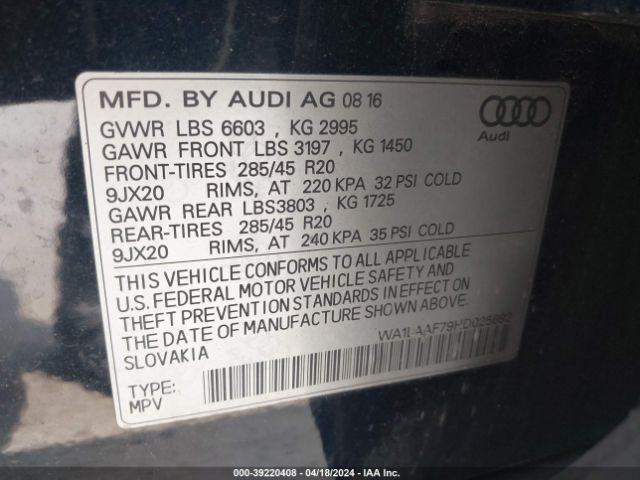 MFD. BY AUDI AG 08 16
Audi
GVWR LBS 6603 , KG 2995
GAWR FRONT LBS 3197 , KG 1450
FRONT-TIRES 285/45 R20
9JX20 RIMS, AT 220 KPA 32 PSI COLD
GAWR REAR LBS3803 , KG 1725
REAR-TIRES 285/45 R20
9JX20 RIMS, AT 240 KPA 35 PSI COLD
THIS VEHICLE CONFORMS TO ALL APPLICABLE
U.S. FEDERAL MOTOR VEHICLE SAFETY AND
THEFT PREVENTION STANDARDS IN EFFECT ON
THE DATE OF MANUFACTURE SHOWN ABOVE.
SLOVAKIA
WA1LAAF79HD025692
TYPE:
MPV
000-39220408 - 04/18/2024 - IAA Inc.